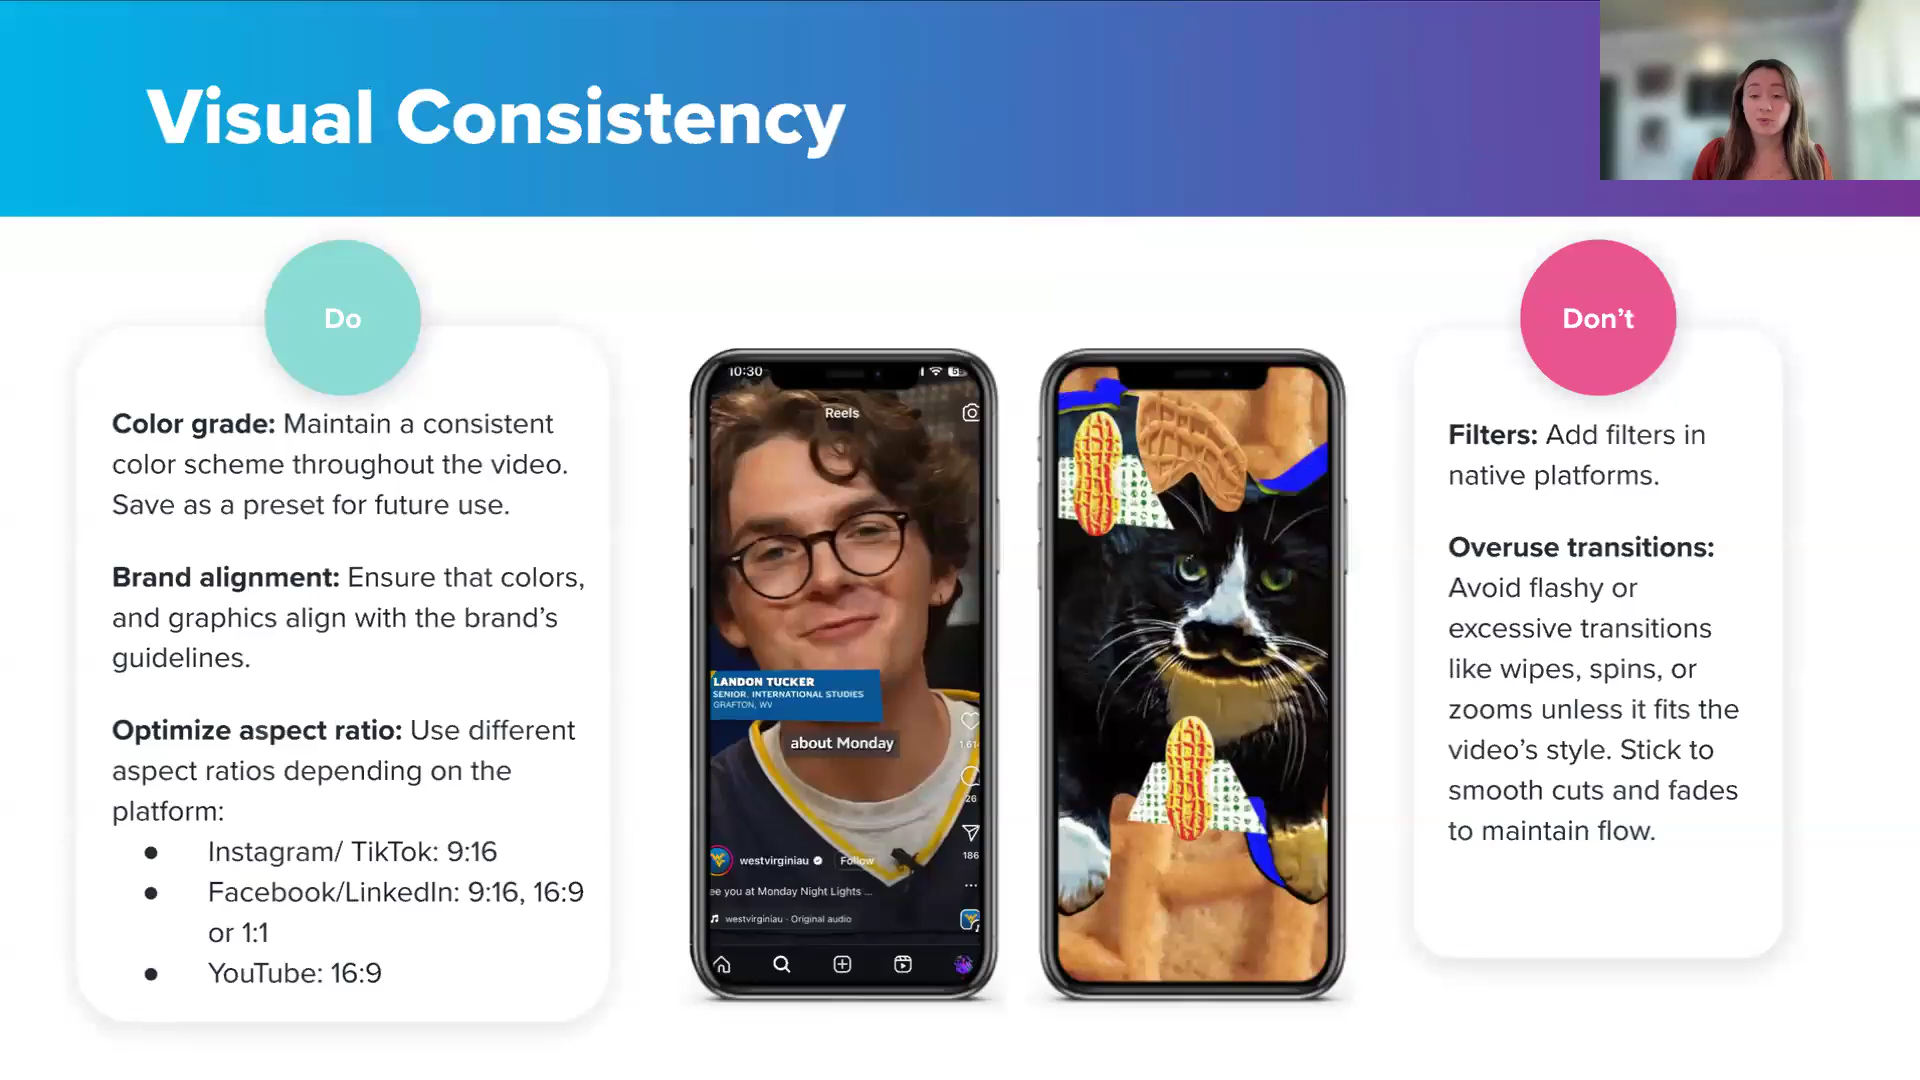 Visual Consistency
Do
Color grade: Maintain a consistent
color scheme throughout the video.
Save as a preset for future use.
Brand alignment: Ensure that colors,
and graphics align with the brand's
guidelines.
Optimize aspect ratio: Use different
aspect ratios depending on the
platform:
● Instagram/ TikTok: 9:16
● Facebook/LinkedIn: 9:16, 16:9
or 1:1
● YouTube: 16:9
10:30
Reels
LANDON TUCKER
SENIOR, INTERNATIONAL STUDIES
GRAFTON, WV
about Monday
26
186
westvirginiau
Follow
ee you at Monday Night Lights ...
westvirginiau · Original audio
Don't
Filters: Add filters in
native platforms.
Overuse transitions:
Avoid flashy or
excessive transitions
like wipes, spins, or
zooms unless it fits the
video's style. Stick to
smooth cuts and fades
to maintain flow.